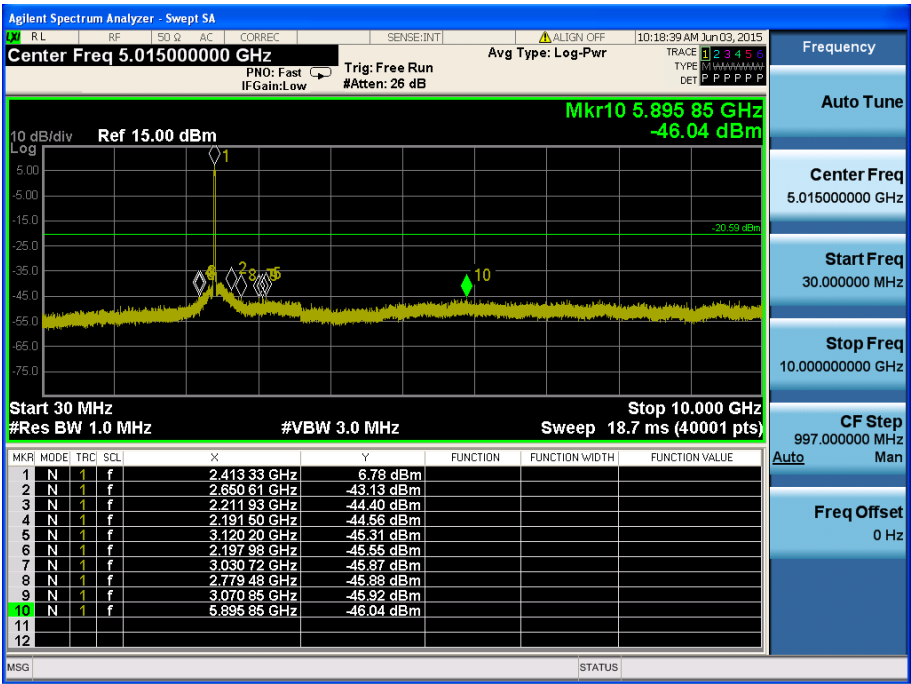 Agilent Spectrum Analyzer - Swept SA
LXI RL RF 50 Ω AC CORREC SENSE:INT ALIGN OFF 10:18:39 AM Jun 03, 2015
Center Freq 5.015000000 GHz
PNO: Fast
IFGain:Low
Trig: Free Run
#Atten: 26 dB
Avg Type: Log-Pwr
TRACE 1 2 3 4 5 6
TYPE M
DET P P P P P P
Mkr10 5.895 85 GHz
-46.04 dBm
10 dB/div Ref 15.00 dBm
Log
5.00
-5.00
-15.0
-25.0
-35.0
-45.0
-55.0
-65.0
-75.0
1
-20.59 dBm
2
8
10
Start 30 MHz Stop 10.000 GHz
#Res BW 1.0 MHz #VBW 3.0 MHz Sweep 18.7 ms (40001 pts)
MKR MODE TRC SCL X Y FUNCTION FUNCTION WIDTH FUNCTION VALUE
1 N 1 f 2.413 33 GHz 6.78 dBm
2 N 1 f 2.650 61 GHz -43.13 dBm
3 N 1 f 2.211 93 GHz -44.40 dBm
4 N 1 f 2.191 50 GHz -44.56 dBm
5 N 1 f 3.120 20 GHz -45.31 dBm
6 N 1 f 2.197 98 GHz -45.55 dBm
7 N 1 f 3.030 72 GHz -45.87 dBm
8 N 1 f 2.779 48 GHz -45.88 dBm
9 N 1 f 3.070 85 GHz -45.92 dBm
10 N 1 f 5.895 85 GHz -46.04 dBm
11
12
MSG STATUS
Frequency
Auto Tune
Center Freq
5.015000000 GHz
Start Freq
30.000000 MHz
Stop Freq
10.000000000 GHz
CF Step
997.000000 MHz
Auto Man
Freq Offset
0 Hz